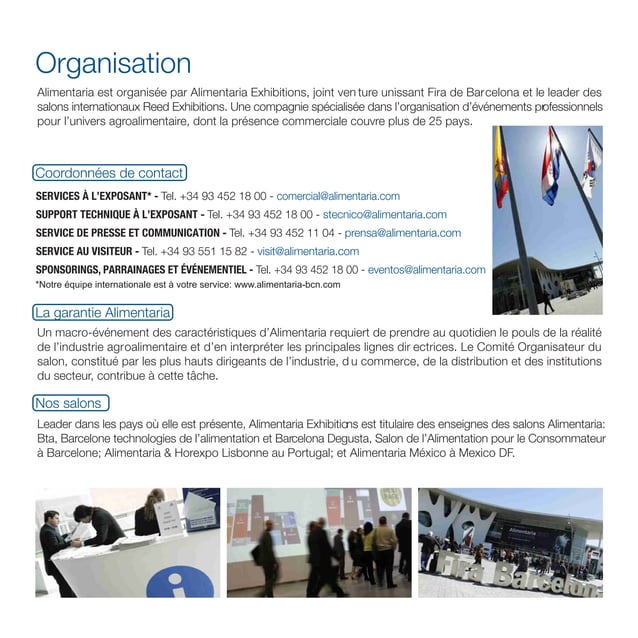 Organisation
Alimentaria est organisée par Alimentaria Exhibitions, joint venture unissant Fira de Barcelona et le leader des
salons internationaux Reed Exhibitions. Une compagnie spécialisée dans l'organisation d'événements professionnels
pour l'univers agroalimentaire, dont la présence commerciale couvre plus de 25 pays.
Coordonnées de contact
SERVICES À L'EXPOSANT* - Tel. +34 93 452 18 00 - comercial@alimentaria.com
SUPPORT TECHNIQUE À L'EXPOSANT - Tel. +34 93 452 18 00 - stecnico@alimentaria.com
SERVICE DE PRESSE ET COMMUNICATION - Tel. +34 93 452 11 04 - prensa@alimentaria.com
SERVICE AU VISITEUR - Tel. +34 93 551 15 82 - visit@alimentaria.com
SPONSORINGS, PARRAINAGES ET ÉVÉNEMENTIEL - Tel. +34 93 452 18 00 - eventos@alimentaria.com
*Notre équipe internationale est à votre service: www.alimentaria-bcn.com
La garantie Alimentaria
Un macro-événement des caractéristiques d'Alimentaria requiert de prendre au quotidien le pouls de la réalité
de l'industrie agroalimentaire et d'en interpréter les principales lignes directrices. Le Comité Organisateur du
salon, constitué par les plus hauts dirigeants de l'industrie, du commerce, de la distribution et des institutions
du secteur, contribue à cette tâche.
Nos salons
Leader dans les pays où elle est présente, Alimentaria Exhibitions est titulaire des enseignes des salons Alimentaria:
Bta, Barcelone technologies de l'alimentation et Barcelona Degusta, Salon de l'Alimentation pour le Consommateur
à Barcelone; Alimentaria & Horexpo Lisbonne au Portugal; et Alimentaria México à Mexico DF.
i
Alimentaria
Fira Barcelon